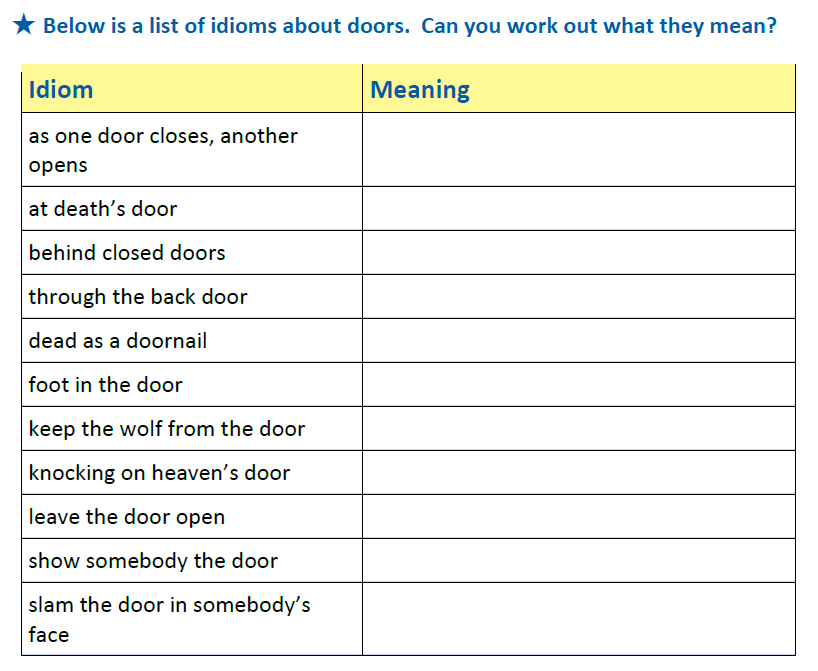 ★ Below is a list of idioms about doors.  Can you work out what they mean?
Idiom
Meaning
as one door closes, another
opens
at death’s door
behind closed doors
through the back door
dead as a doornail
foot in the door
keep the wolf from the door
knocking on heaven’s door
leave the door open
show somebody the door
slam the door in somebody’s
face